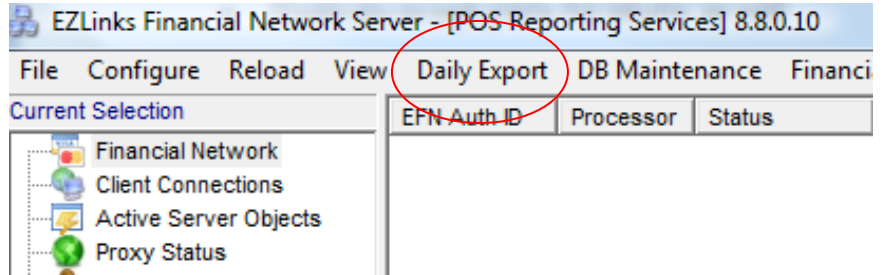 EZLinks Financial Network Server - [POS Reporting Services] 8.8.0.10
File Configure Reload View Daily Export DB Maintenance Financi
Current Selection
EFN Auth ID Processor Status
Financial Network
Client Connections
Active Server Objects
Proxy Status